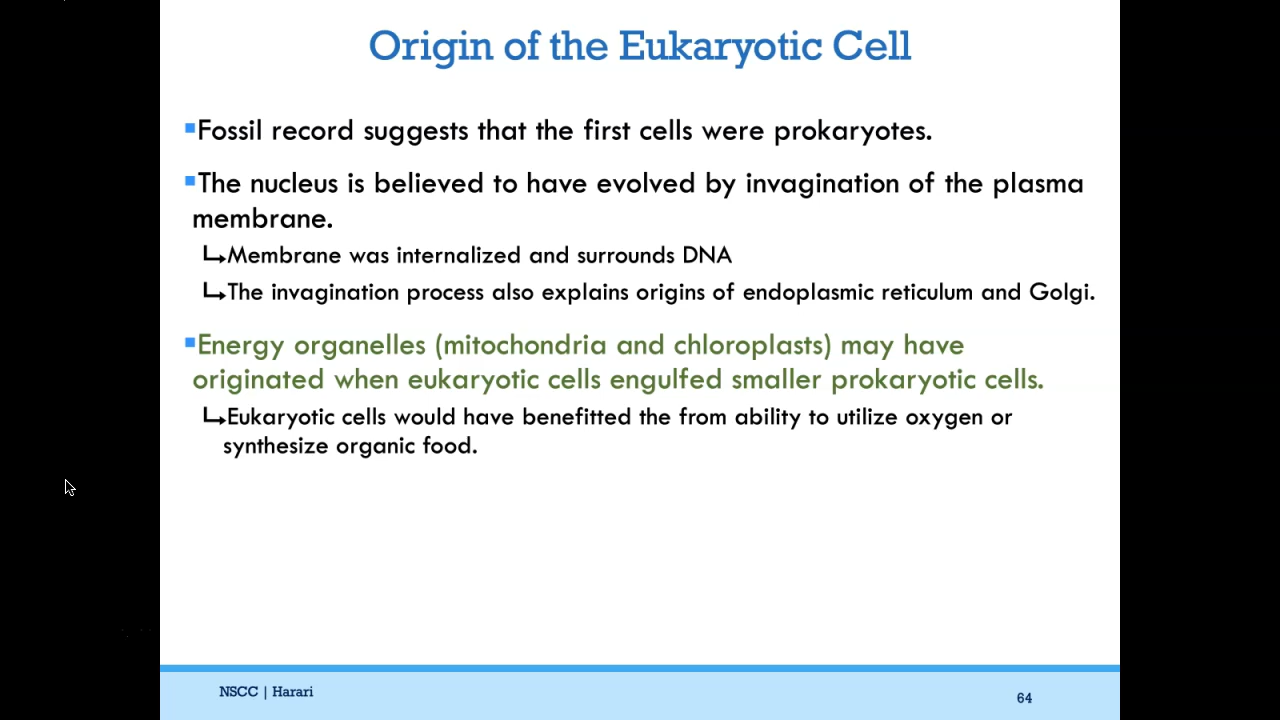 Origin of the Eukaryotic Cell
Fossil record suggests that the first cells were prokaryotes.
The nucleus is believed to have evolved by invagination of the plasma
membrane.
Membrane was internalized and surrounds DNA
The invagination process also explains origins of endoplasmic reticulum and Golgi.
Energy organelles (mitochondria and chloroplasts) may have
originated when eukaryotic cells engulfed smaller prokaryotic cells.
Eukaryotic cells would have benefitted the from ability to utilize oxygen or
synthesize organic food.
NSCC | Harari
64